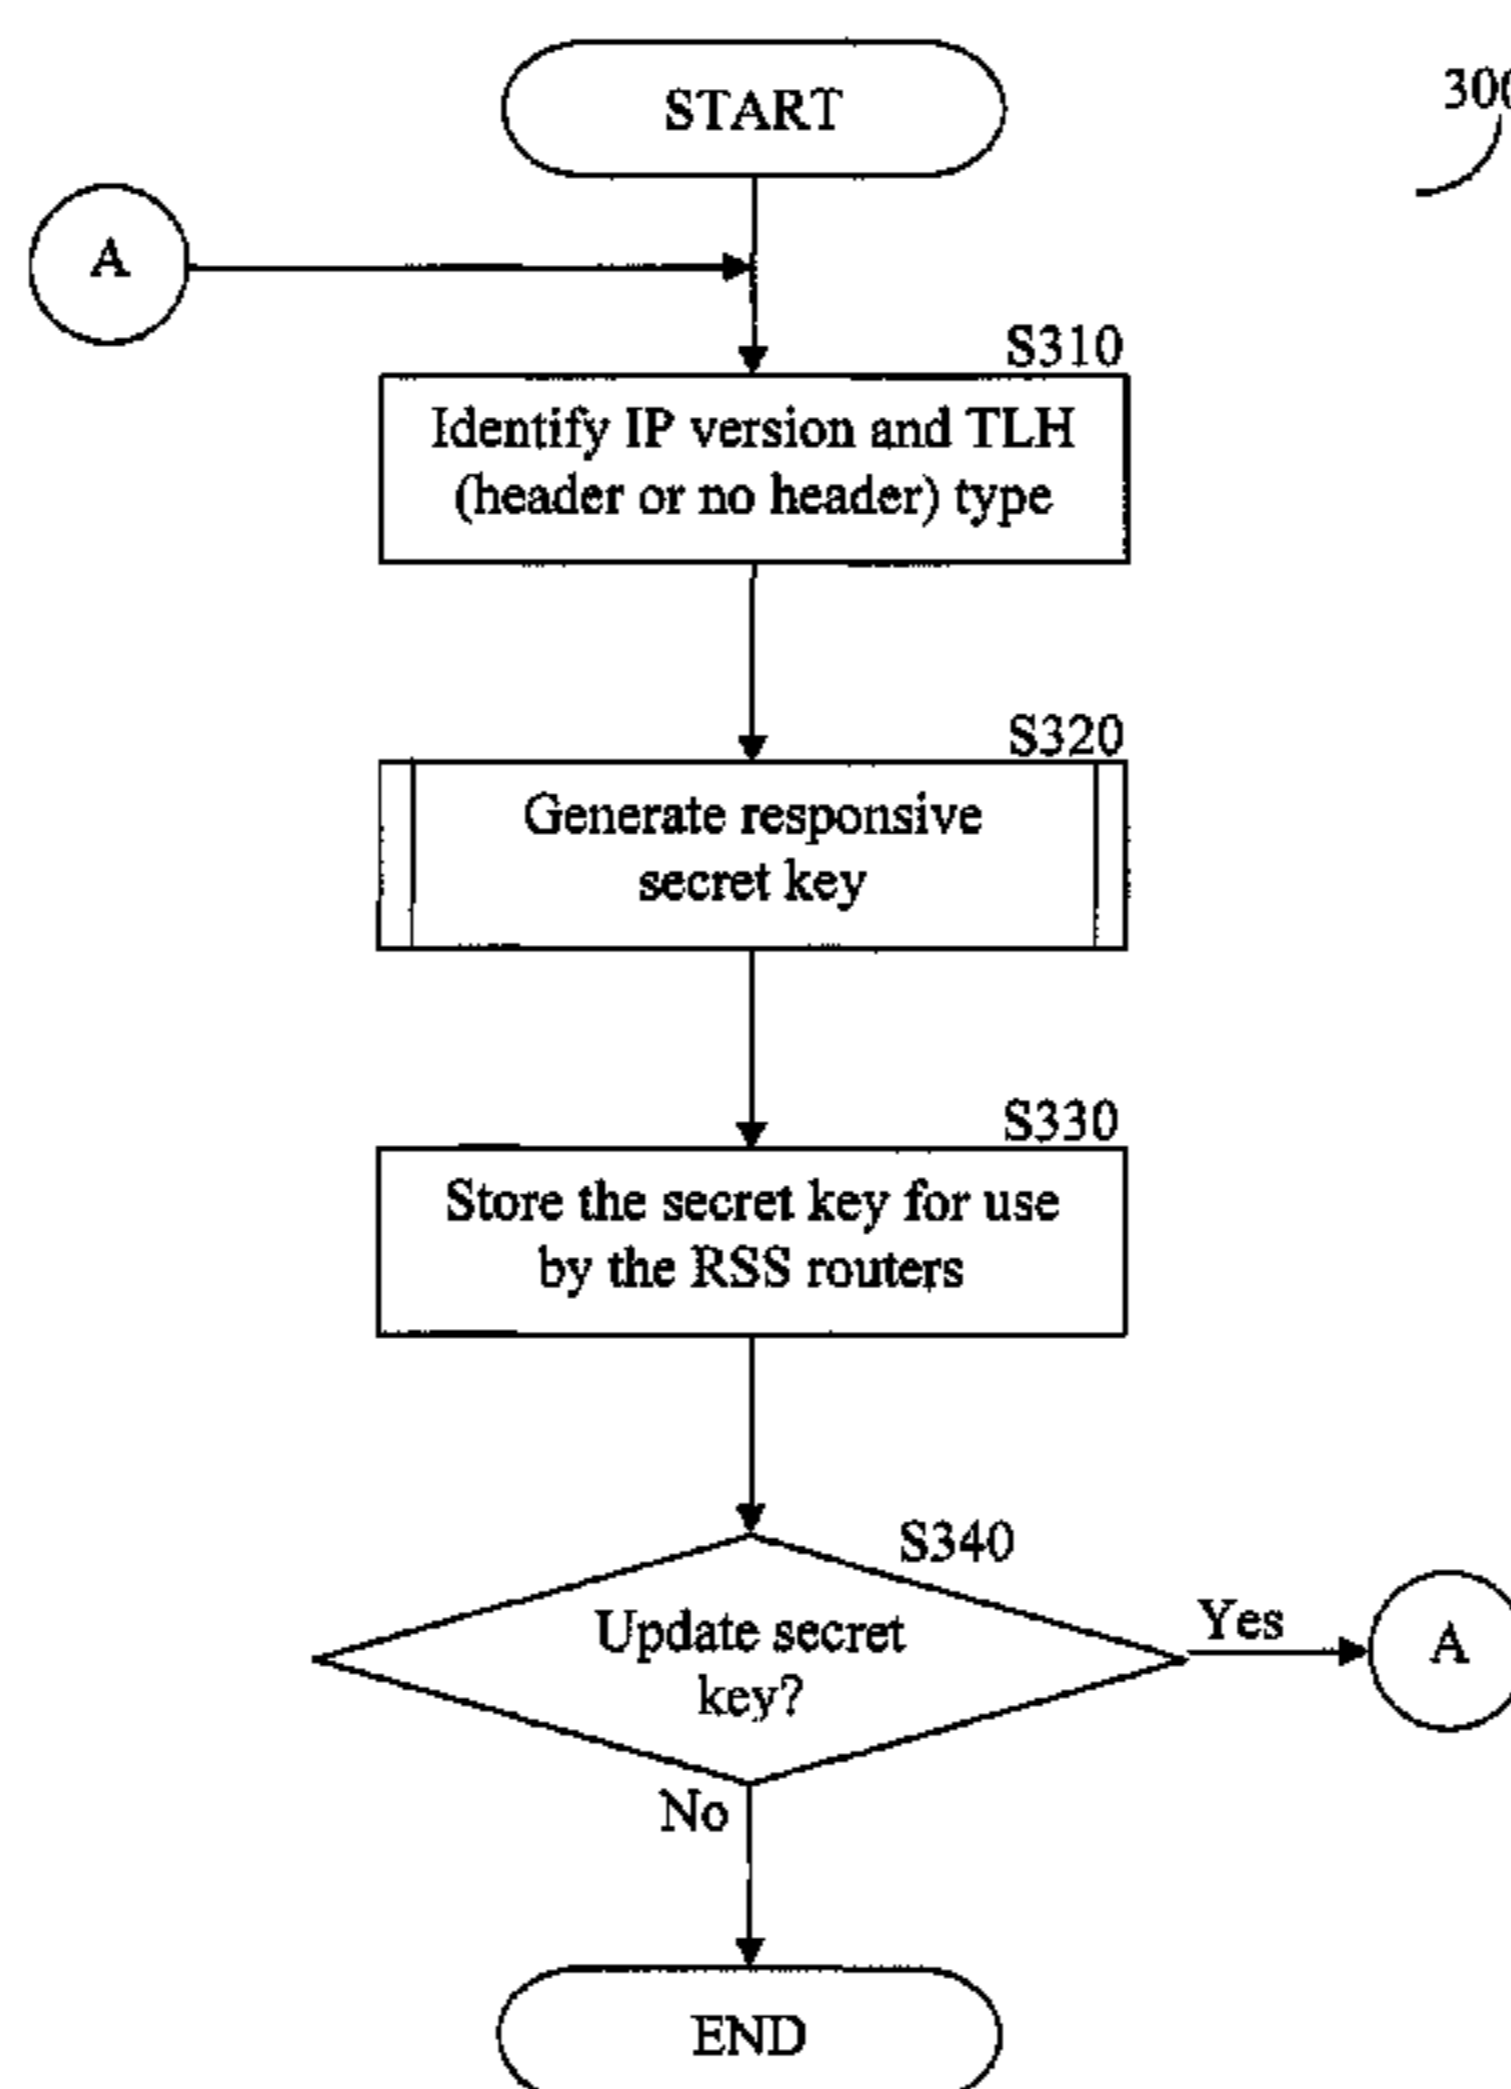 START
300
A
S310
Identify IP version and TLH
(header or no header) type
S320
Generate responsive
secret key
S330
Store the secret key for use
by the RSS routers
S340
Update secret
key?
Yes
A
No
END